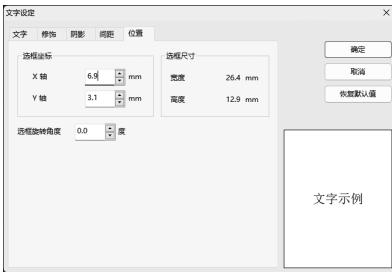 文字设定
文字 修饰 阴影 间距 位置
选框坐标
X 轴 6.9 mm
Y 轴 3.1 mm
选框尺寸
宽度 26.4 mm
高度 12.9 mm
选框旋转角度 0.0 度
确定
取消
恢复默认值
文字示例